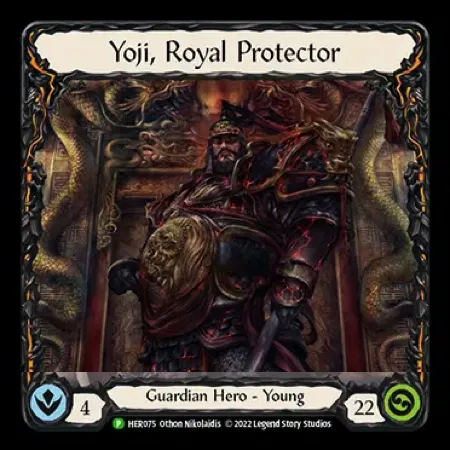 Yoji, Royal Protector
Guardian Hero - Young
4
22
P HER075 Othon Nikolaidis © 2022 Legend Story Studios